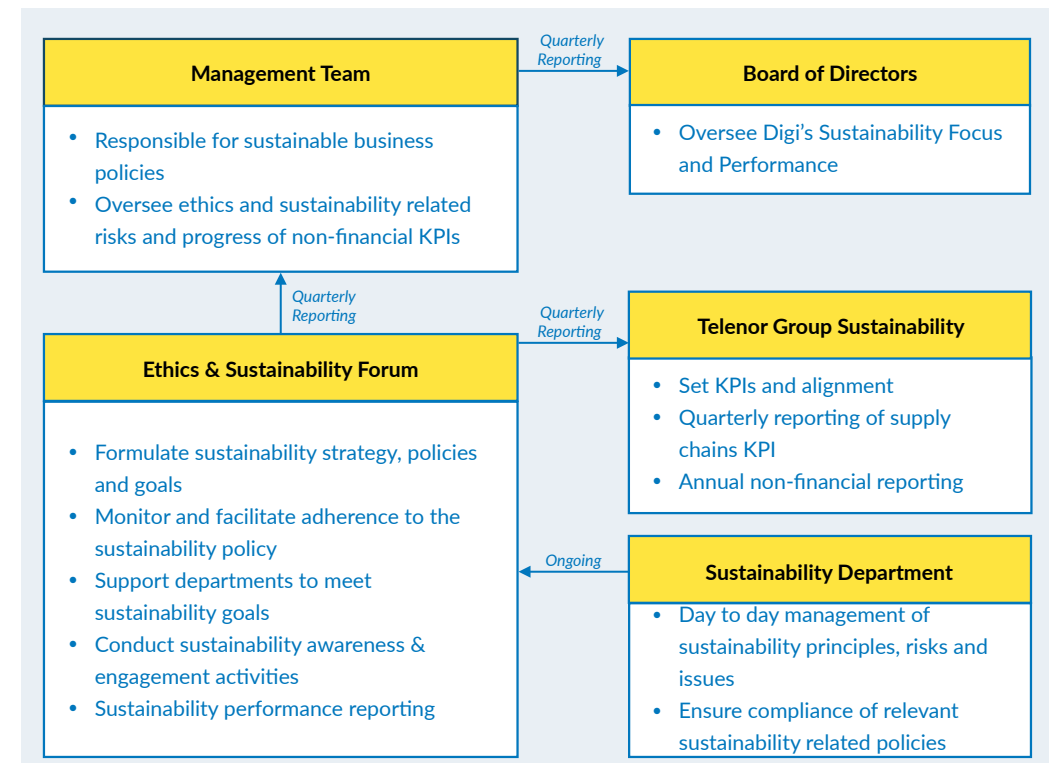 Management Team
• Responsible for sustainable business
policies
• Oversee ethics and sustainability related
risks and progress of non-financial KPIs
Quarterly
Reporting
Board of Directors
• Oversee Digi’s Sustainability Focus
and Performance
Quarterly
Reporting
Ethics & Sustainability Forum
• Formulate sustainability strategy, policies
and goals
• Monitor and facilitate adherence to the
sustainability policy
• Support departments to meet
sustainability goals
• Conduct sustainability awareness &
engagement activities
• Sustainability performance reporting
Quarterly
Reporting
Telenor Group Sustainability
• Set KPIs and alignment
• Quarterly reporting of supply
chains KPI
• Annual non-financial reporting
Ongoing
Sustainability Department
• Day to day management of
sustainability principles, risks and
issues
• Ensure compliance of relevant
sustainability related policies